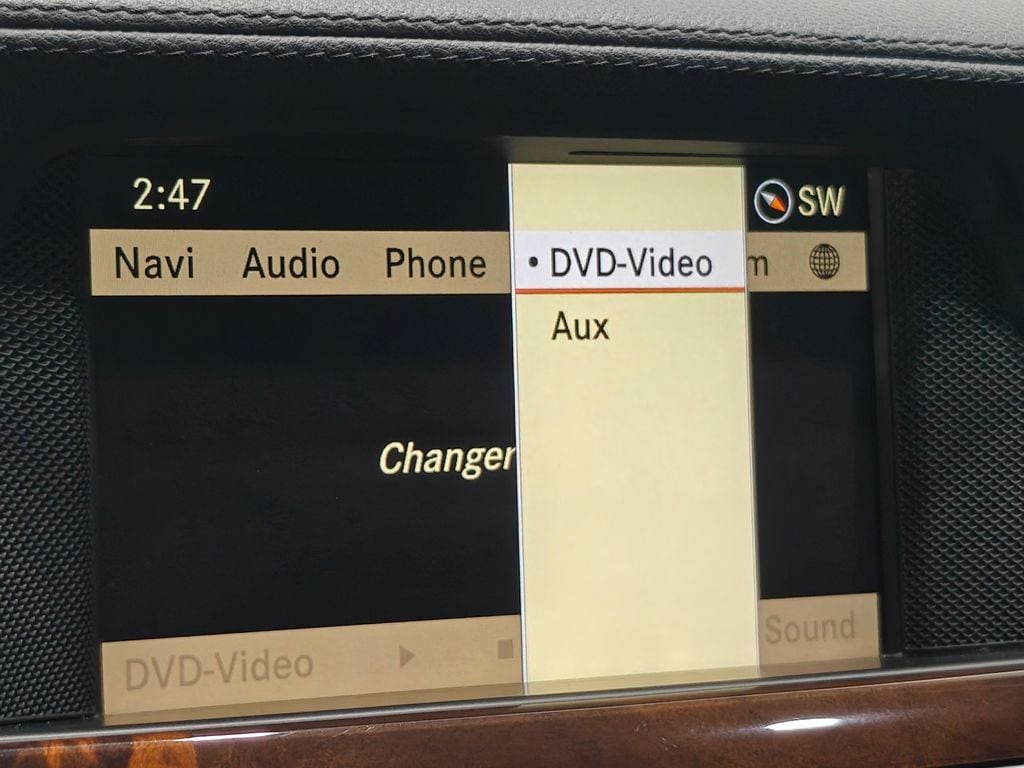 2:47
SW
Navi Audio Phone • DVD-Video m
Aux
Changer
DVD-Video Sound